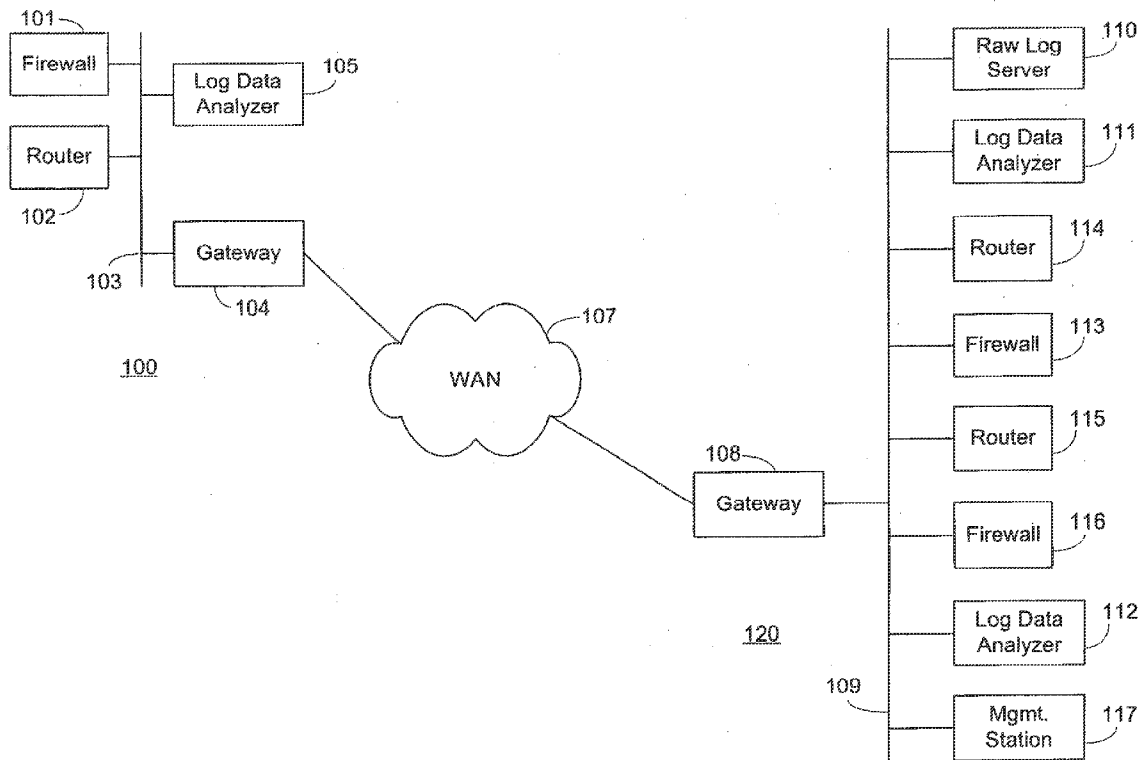 101
Firewall
Log Data
Analyzer
105
Router
102
103
Gateway
104
100
WAN
107
108
Gateway
120
109
Raw Log
Server
110
Log Data
Analyzer
111
Router
114
Firewall
113
Router
115
Firewall
116
Log Data
Analyzer
112
Mgmt.
Station
117